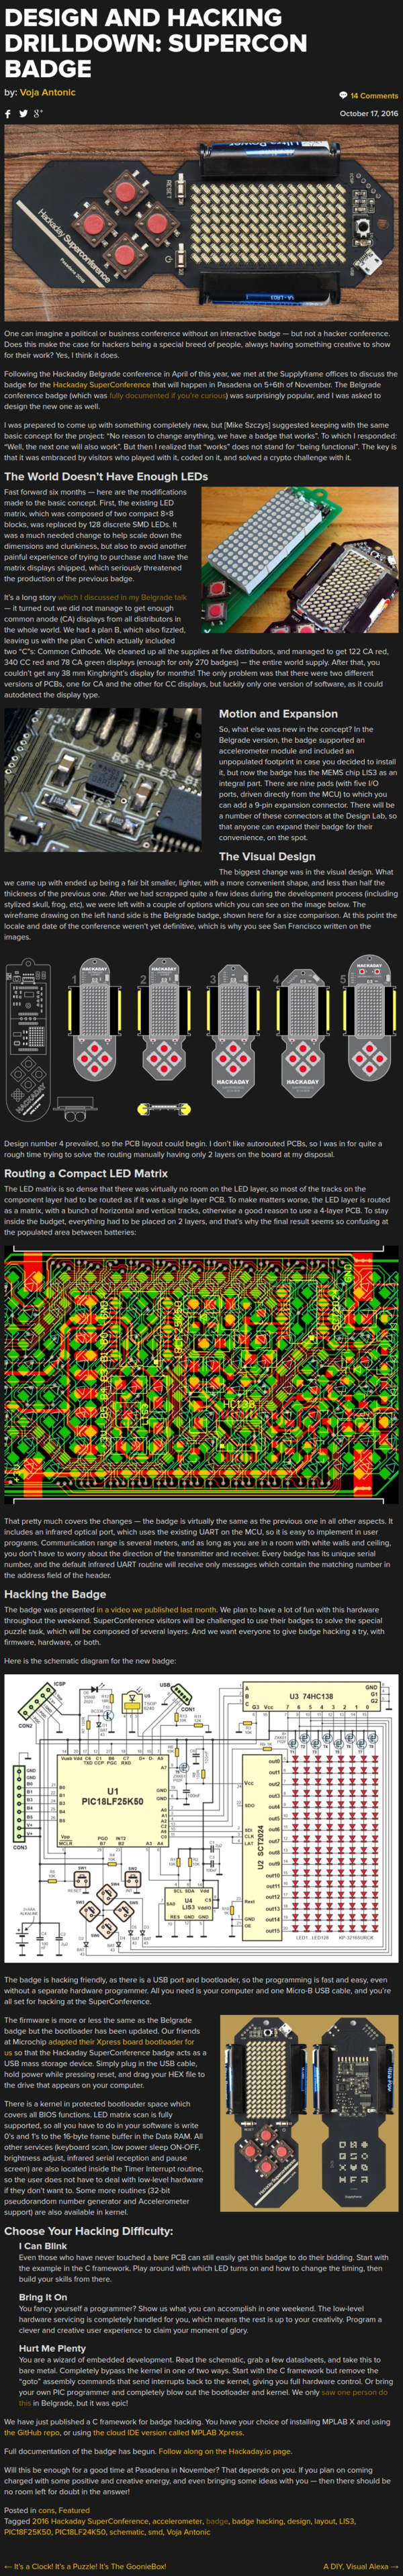 DESIGN AND HACKING
DRILLDOWN: SUPERCON
BADGE
by: Voja Antonic
14 Comments
October 17, 2016
One can imagine a political or business conference without an interactive badge — but not a hacker conference.
Does this make the case for hackers being a special breed of people, always having something creative to show
for their work? Yes, I think it does.
Following the Hackaday Belgrade conference in April of this year, we met at the Supplyframe offices to discuss the
badge for the Hackaday SuperConference that will happen in Pasadena on 5+6th of November. The Belgrade
conference badge (which was fully documented if you're curious) was surprisingly popular, and I was asked to
design the new one as well.
I was prepared to come up with something completely new, but [Mike Szczys] suggested keeping with the same
basic concept for the project: "No reason to change anything, we have a badge that works". To which I responded:
"Well, the next one will also work". But then I realized that "works" does not stand for "being functional". The key is
that it was embraced by visitors who played with it, coded on it, and solved a crypto challenge with it.
The World Doesn't Have Enough LEDs
Fast forward six months — here are the modifications
made to the basic concept. First, the existing LED
matrix, which was composed of two compact 8×8
blocks, was replaced by 128 discrete SMD LEDs. It
was a much needed change to help scale down the
dimensions and clunkiness, but also to avoid another
painful experience of trying to purchase and have the
matrix displays shipped, which seriously threatened
the production of the previous badge.
It's a long story which I discussed in my Belgrade talk
— it turned out we did not manage to get enough
common anode (CA) displays from all distributors in
the whole world. We had a plan B, which also fizzled,
leaving us with the plan C which actually included
two "C"s: Common Cathode. We cleaned up all the supplies at five distributors, and managed to get 122 CA red,
340 CC red and 78 CA green displays (enough for only 270 badges) — the entire world supply. After that, you
couldn't get any 38 mm Kingbright's display for months! The only problem was that there were two different
versions of PCBs, one for CA and the other for CC displays, but luckily only one version of software, as it could
autodetect the display type.
Motion and Expansion
So, what else was new in the concept? In the
Belgrade version, the badge supported an
accelerometer module and included an
unpopulated footprint in case you decided to install
it, but now the badge has the MEMS chip LIS3 as an
integral part. There are nine pads (with five I/O
ports, driven directly from the MCU) to which you
can add a 9-pin expansion connector. There will be
a number of these connectors at the Design Lab, so
that anyone can expand their badge for their
convenience, on the spot.
The Visual Design
The biggest change was in the visual design. What
we came up with ended up being a fair bit smaller, lighter, with a more convenient shape, and less than half the
thickness of the previous one. After we had scrapped quite a few ideas during the development process (including
stylized skull, frog, etc), we were left with a couple of options which you can see on the image below. The
wireframe drawing on the left hand side is the Belgrade badge, shown here for a size comparison. At this point the
locale and date of the conference weren't yet definitive, which is why you see San Francisco written on the
images.
1 2 3 4 5
HACKADAY
Design number 4 prevailed, so the PCB layout could begin. I don't like autorouted PCBs, so I was in for quite a
rough time trying to solve the routing manually having only 2 layers on the board at my disposal.
Routing a Compact LED Matrix
The LED matrix is so dense that there was virtually no room on the LED layer, so most of the tracks on the
component layer had to be routed as if it was a single layer PCB. To make matters worse, the LED layer is routed
as a matrix, with a bunch of horizontal and vertical tracks, otherwise a good reason to use a 4-layer PCB. To stay
inside the budget, everything had to be placed on 2 layers, and that's why the final result seems so confusing at
the populated area between batteries:
That pretty much covers the changes — the badge is virtually the same as the previous one in all other aspects. It
includes an infrared optical port, which uses the existing UART on the MCU, so it is easy to implement in user
programs. Communication range is several meters, and as long as you are in a room with white walls and ceiling,
you don't have to worry about the direction of the transmitter and receiver. Every badge has its unique serial
number, and the default infrared UART routine will receive only messages which contain the matching number in
the address field of the header.
Hacking the Badge
The badge was presented in a video we published last month. We plan to have a lot of fun with this hardware
throughout the weekend. SuperConference visitors will be challenged to use their badges to solve the special
puzzle task, which will be composed of several layers. And we want everyone to give badge hacking a try, with
firmware, hardware, or both.
Here is the schematic diagram for the new badge:
ICSP
CON2
USB
CON1
U3 74HC138
U1
PIC18LF25K50
U2 SCT2024
U4
LIS3
CON3
The badge is hacking friendly, as there is a USB port and bootloader, so the programming is fast and easy, even
without a separate hardware programmer. All you need is your computer and one Micro-B USB cable, and you're
all set for hacking at the SuperConference.
The firmware is more or less the same as the Belgrade
badge but the bootloader has been updated. Our friends
at Microchip adapted their Xpress board bootloader for
us so that the Hackaday SuperConference badge acts as a
USB mass storage device. Simply plug in the USB cable,
hold power while pressing reset, and drag your HEX file to
the drive that appears on your computer.
There is a kernel in protected bootloader space which
covers all BIOS functions. LED matrix scan is fully
supported, so all you have to do in your software is write
0's and 1's to the 16-byte frame buffer in the Data RAM. All
other services (keyboard scan, low power sleep ON-OFF,
brightness adjust, infrared serial reception and pause
screen) are also located inside the Timer Interrupt routine,
so the user does not have to deal with low-level hardware
if they don't want to. Some more routines (32-bit
pseudorandom number generator and Accelerometer
support) are also available in kernel.
Choose Your Hacking Difficulty:
I Can Blink
Even those who have never touched a bare PCB can still easily get this badge to do their bidding. Start with
the example in the C framework. Play around with which LED turns on and how to change the timing, then
build your skills from there.
Bring It On
You fancy yourself a programmer? Show us what you can accomplish in one weekend. The low-level
hardware servicing is completely handled for you, which means the rest is up to your creativity. Program a
clever and creative user experience to claim your moment of glory.
Hurt Me Plenty
You are a wizard of embedded development. Read the schematic, grab a few datasheets, and take this to
bare metal. Completely bypass the kernel in one of two ways. Start with the C framework but remove the
"goto" assembly commands that send interrupts back to the kernel, giving you full hardware control. Or bring
your own PIC programmer and completely blow out the bootloader and kernel. We only saw one person do
this in Belgrade, but it was epic!
We have just published a C framework for badge hacking. You have your choice of installing MPLAB X and using
the GitHub repo, or using the cloud IDE version called MPLAB Xpress.
Full documentation of the badge has begun. Follow along on the Hackaday.io page.
Will this be enough for a good time at Pasadena in November? That depends on you. If you plan on coming
charged with some positive and creative energy, and even bringing some ideas with you — then there should be
no room left for doubt in the answer!
Posted in cons, Featured
Tagged 2016 Hackaday SuperConference, accelerometer, badge, badge hacking, design, layout, LIS3,
PIC18F25K50, PIC18LF24K50, schematic, smd, Voja Antonic
← It's a Clock! It's a Puzzle! It's The GoonieBox!
A DIY, Visual Alexa →